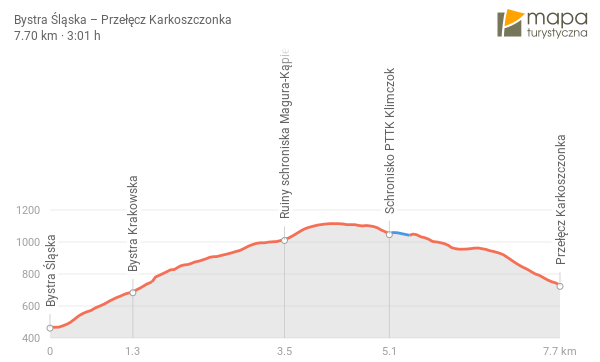 Bystra Śląska – Przełęcz Karkoszczonka
7.70 km · 3:01 h
mapa
turystyczna
Bystra Śląska
Bystra Krakowska
Ruiny schroniska Magura-Kąpie
Schronisko PTTK Klimczok
Przełęcz Karkoszczonka
1200
1000
800
600
400
0 1.3 3.5 5.1 7.7 km